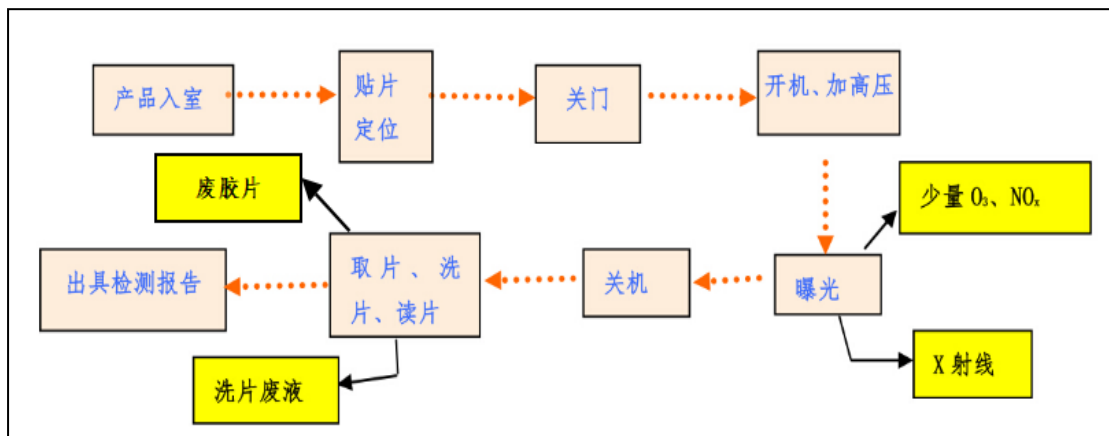 产品入室
贴片
定位
关门
开机、加高压
废胶片
少量 O₃、NOₓ
出具检测报告
取片、洗
片、读片
关机
曝光
洗片废液
X 射线